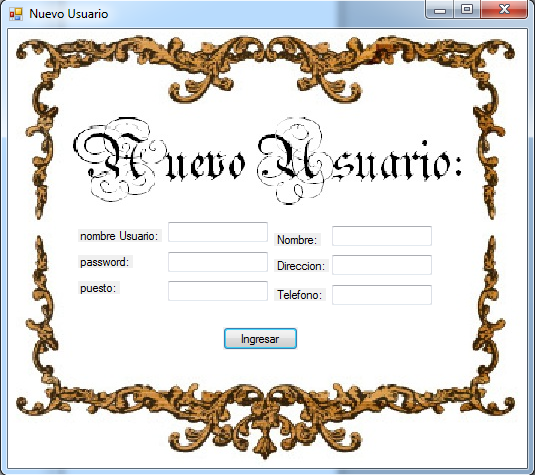 Nuevo Usuario
Nuevo Usuario:
nombre Usuario:
Nombre:
password:
Direccion:
puesto:
Telefono:
Ingresar